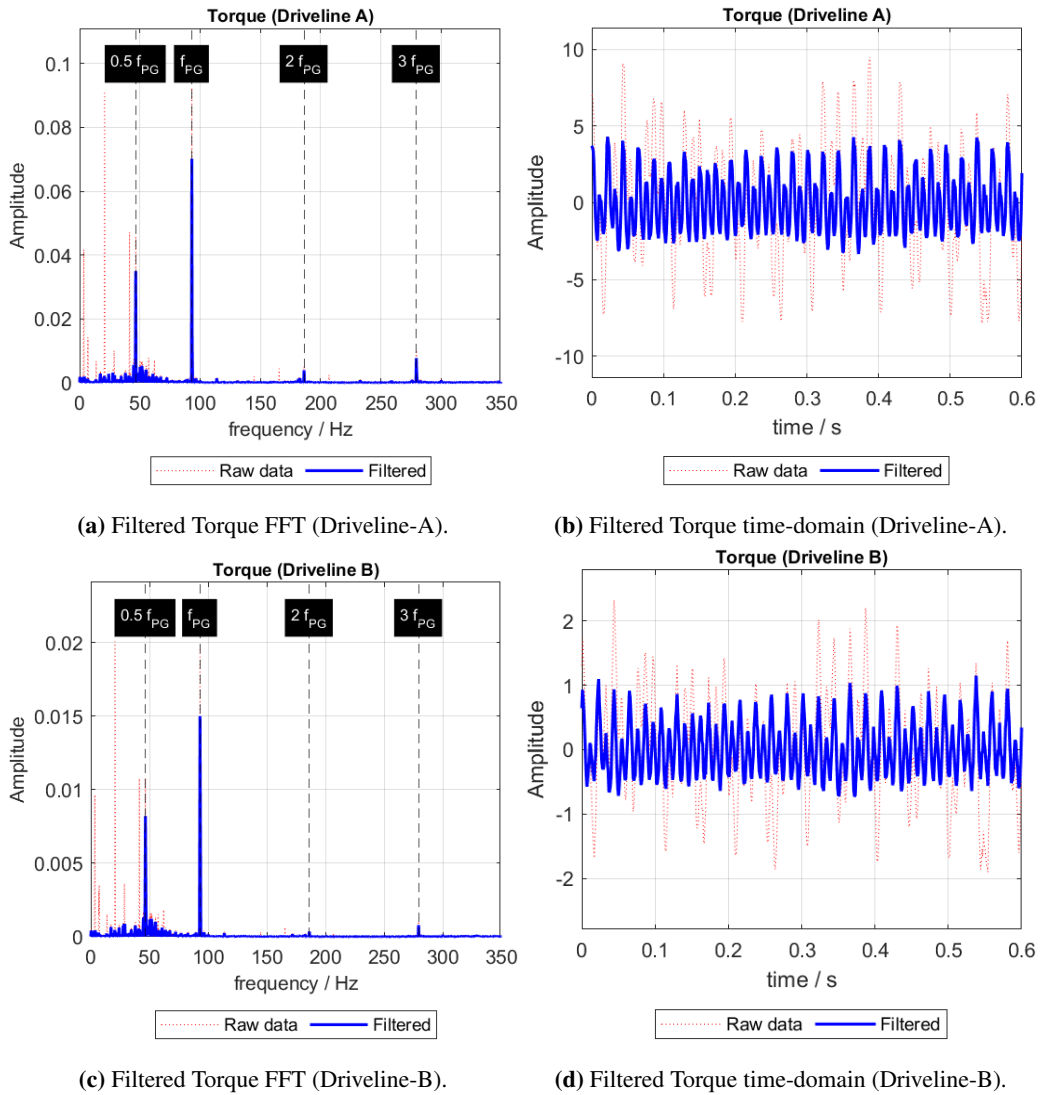 Torque (Driveline A)
0.1
0.08
0.06
0.04
0.02
0
Amplitude
0.5 f_PG
f_PG
2 f_PG
3 f_PG
0 50 100 150 200 250 300 350
frequency / Hz
Raw data Filtered
(a) Filtered Torque FFT (Driveline-A).
Torque (Driveline A)
10
5
0
-5
-10
Amplitude
0 0.1 0.2 0.3 0.4 0.5 0.6
time / s
Raw data Filtered
(b) Filtered Torque time-domain (Driveline-A).
Torque (Driveline B)
0.02
0.015
0.01
0.005
0
Amplitude
0.5 f_PG
f_PG
2 f_PG
3 f_PG
0 50 100 150 200 250 300 350
frequency / Hz
Raw data Filtered
(c) Filtered Torque FFT (Driveline-B).
Torque (Driveline B)
2
1
0
-1
-2
Amplitude
0 0.1 0.2 0.3 0.4 0.5 0.6
time / s
Raw data Filtered
(d) Filtered Torque time-domain (Driveline-B).